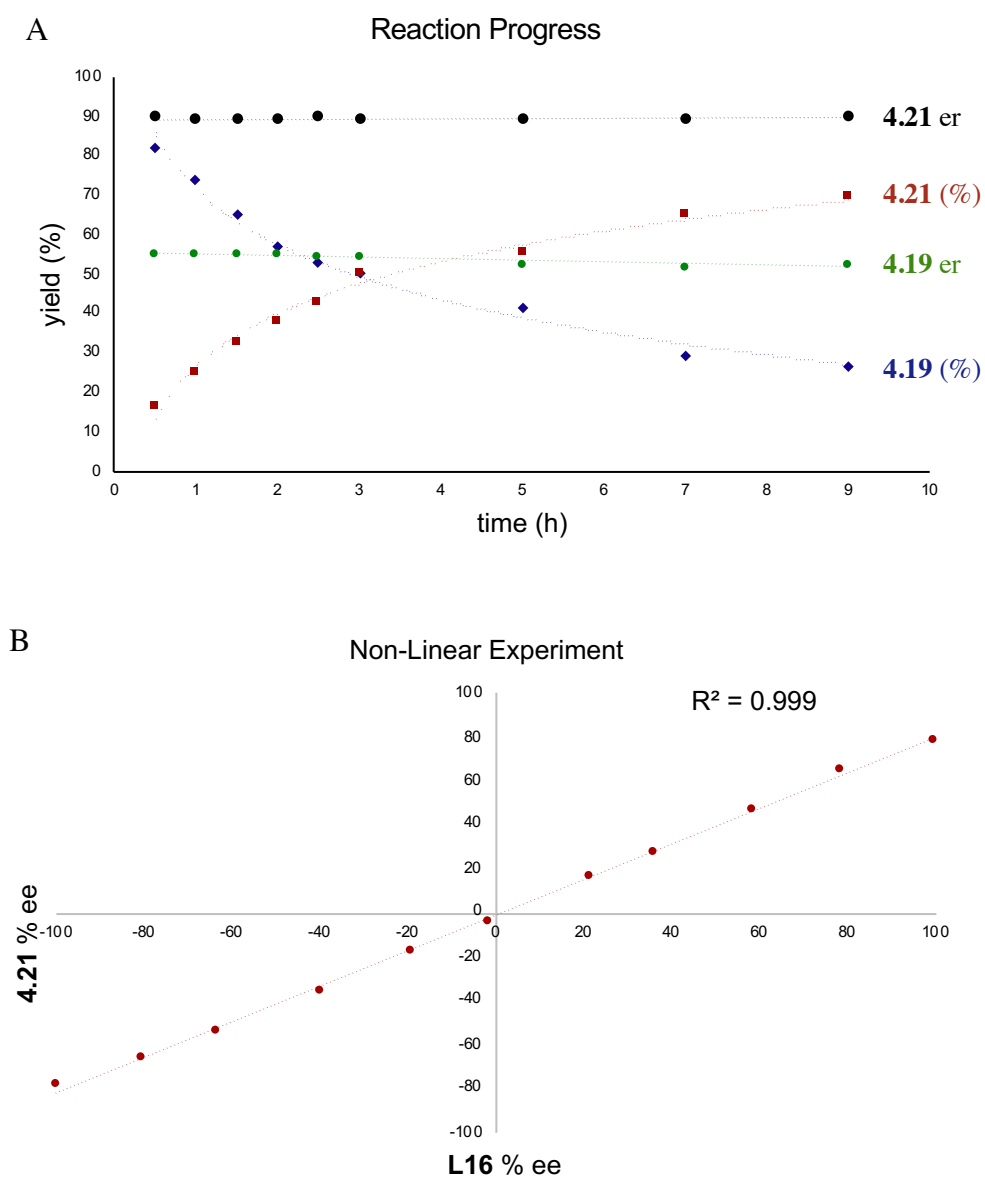 A
Reaction Progress
100
90
80
70
60
50
40
30
20
10
0
yield (%)
4.21 er
4.21 (%)
4.19 er
4.19 (%)
0 1 2 3 4 5 6 7 8 9 10
time (h)
B
Non-Linear Experiment
R² = 0.999
100
80
60
40
20
0
-100 -80 -60 -40 -20 0 20 40 60 80 100
-20
-40
-60
-80
-100
4.21 % ee
L16 % ee